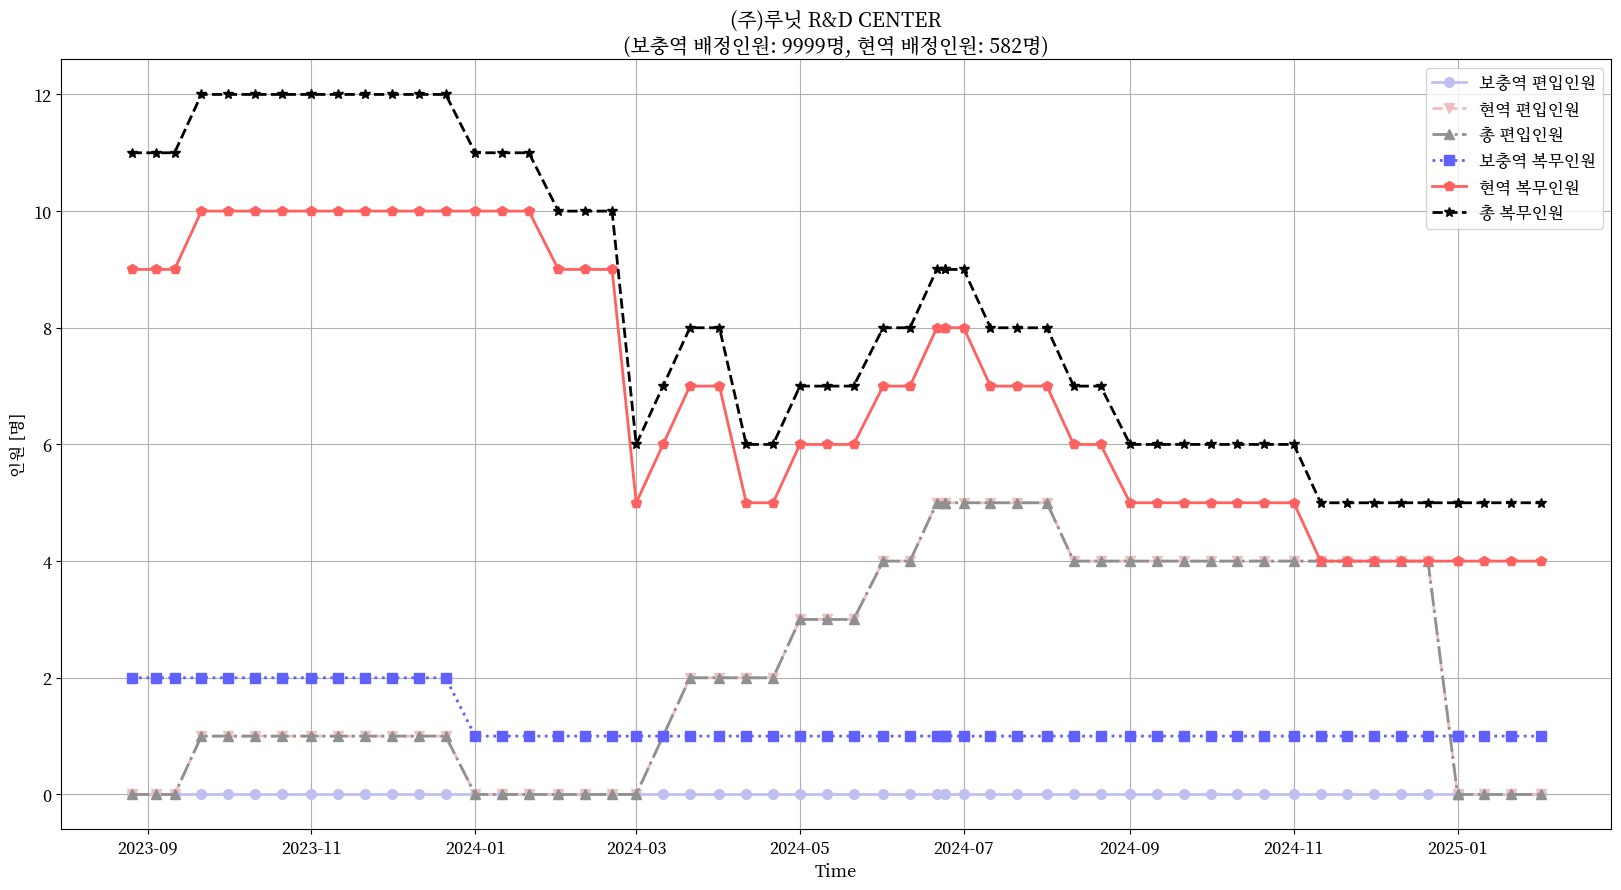 (주)루닛 R&D CENTER
(보충역 배정인원: 9999명, 현역 배정인원: 582명)
보충역 편입인원
현역 편입인원
총 편입인원
보충역 복무인원
현역 복무인원
총 복무인원
인원 [명]
12
10
8
6
4
2
0
2023-09 2023-11 2024-01 2024-03 2024-05 2024-07 2024-09 2024-11 2025-01
Time